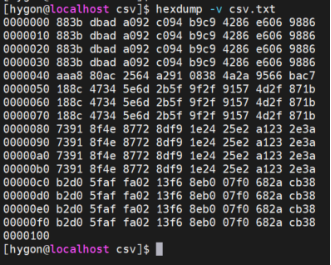 [hygon@localhost csv]$ hexdump -v csv.txt
0000000 883b dbad a092 c094 b9c9 4286 e606 9886
0000010 883b dbad a092 c094 b9c9 4286 e606 9886
0000020 883b dbad a092 c094 b9c9 4286 e606 9886
0000030 883b dbad a092 c094 b9c9 4286 e606 9886
0000040 aaa8 80ac 2564 a291 0838 4a2a 9566 bac7
0000050 188c 4734 5e6d 2b5f 9f2f 9157 4d2f 871b
0000060 188c 4734 5e6d 2b5f 9f2f 9157 4d2f 871b
0000070 188c 4734 5e6d 2b5f 9f2f 9157 4d2f 871b
0000080 7391 8f4e 8772 8df9 1e24 25e2 a123 2e3a
0000090 7391 8f4e 8772 8df9 1e24 25e2 a123 2e3a
00000a0 7391 8f4e 8772 8df9 1e24 25e2 a123 2e3a
00000b0 7391 8f4e 8772 8df9 1e24 25e2 a123 2e3a
00000c0 b2d0 5faf fa02 13f6 8eb0 07f0 682a cb38
00000d0 b2d0 5faf fa02 13f6 8eb0 07f0 682a cb38
00000e0 b2d0 5faf fa02 13f6 8eb0 07f0 682a cb38
00000f0 b2d0 5faf fa02 13f6 8eb0 07f0 682a cb38
0000100
[hygon@localhost csv]$